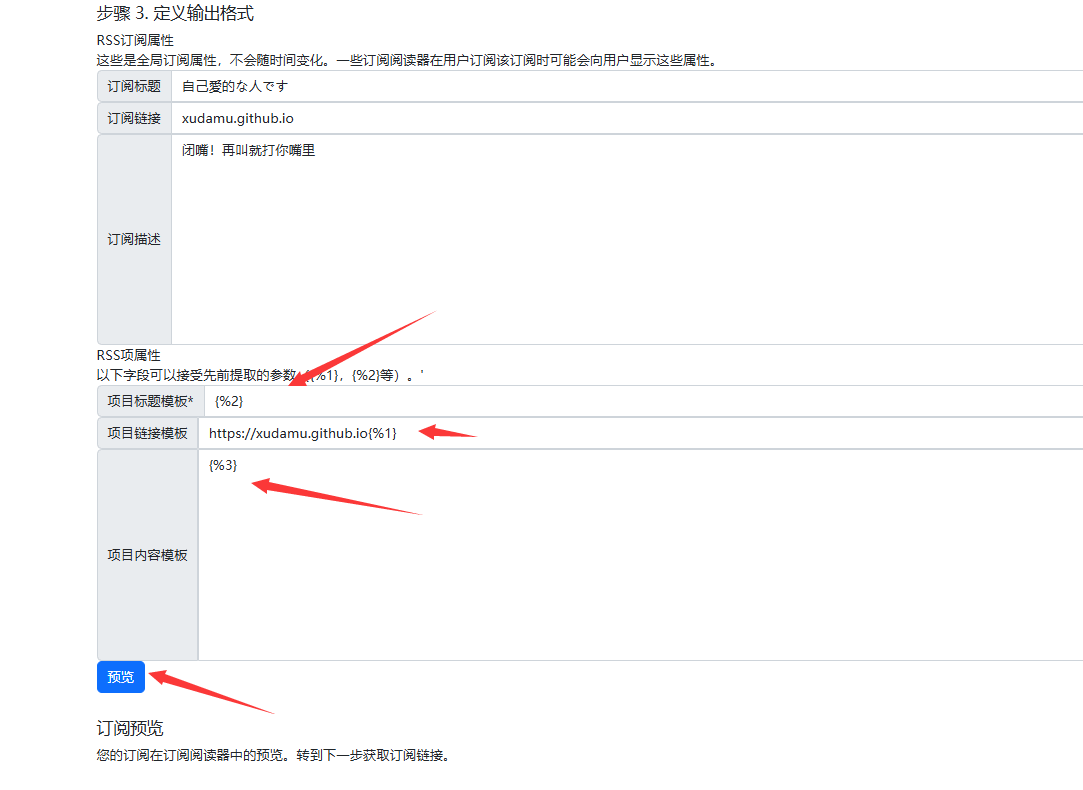 步骤 3. 定义输出格式
RSS订阅属性
这些是全局订阅属性，不会随时间变化。一些订阅阅读器在用户订阅该订阅时可能会向用户显示这些属性。
订阅标题 自己愛的な人です
订阅链接 xudamu.github.io
闭嘴！再叫就打你嘴里
订阅描述
RSS项属性
以下字段可以接受先前提取的参数（{%1}，{%2}等）。'
项目标题模板* {%2}
项目链接模板 https://xudamu.github.io{%1}
{%3}
项目内容模板
预览
订阅预览
您的订阅在订阅阅读器中的预览。转到下一步获取订阅链接。